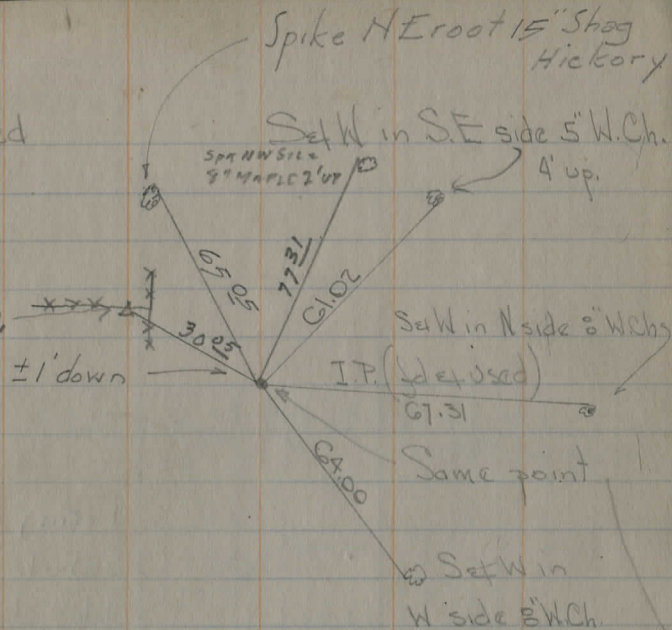 Spike N E root 15" Shag
Hickory
Set W in S.E side 5" W.Ch.
4' up.
SPK NW SIDE
8" MAPLE 2' UP
65.05
77.31
61.02
30.05
Set W in N side 8" W.Ch.
±1' down
I.P. (fd & used)
67.31
64.00
Same point
Set W in
W side 8" W.Ch.